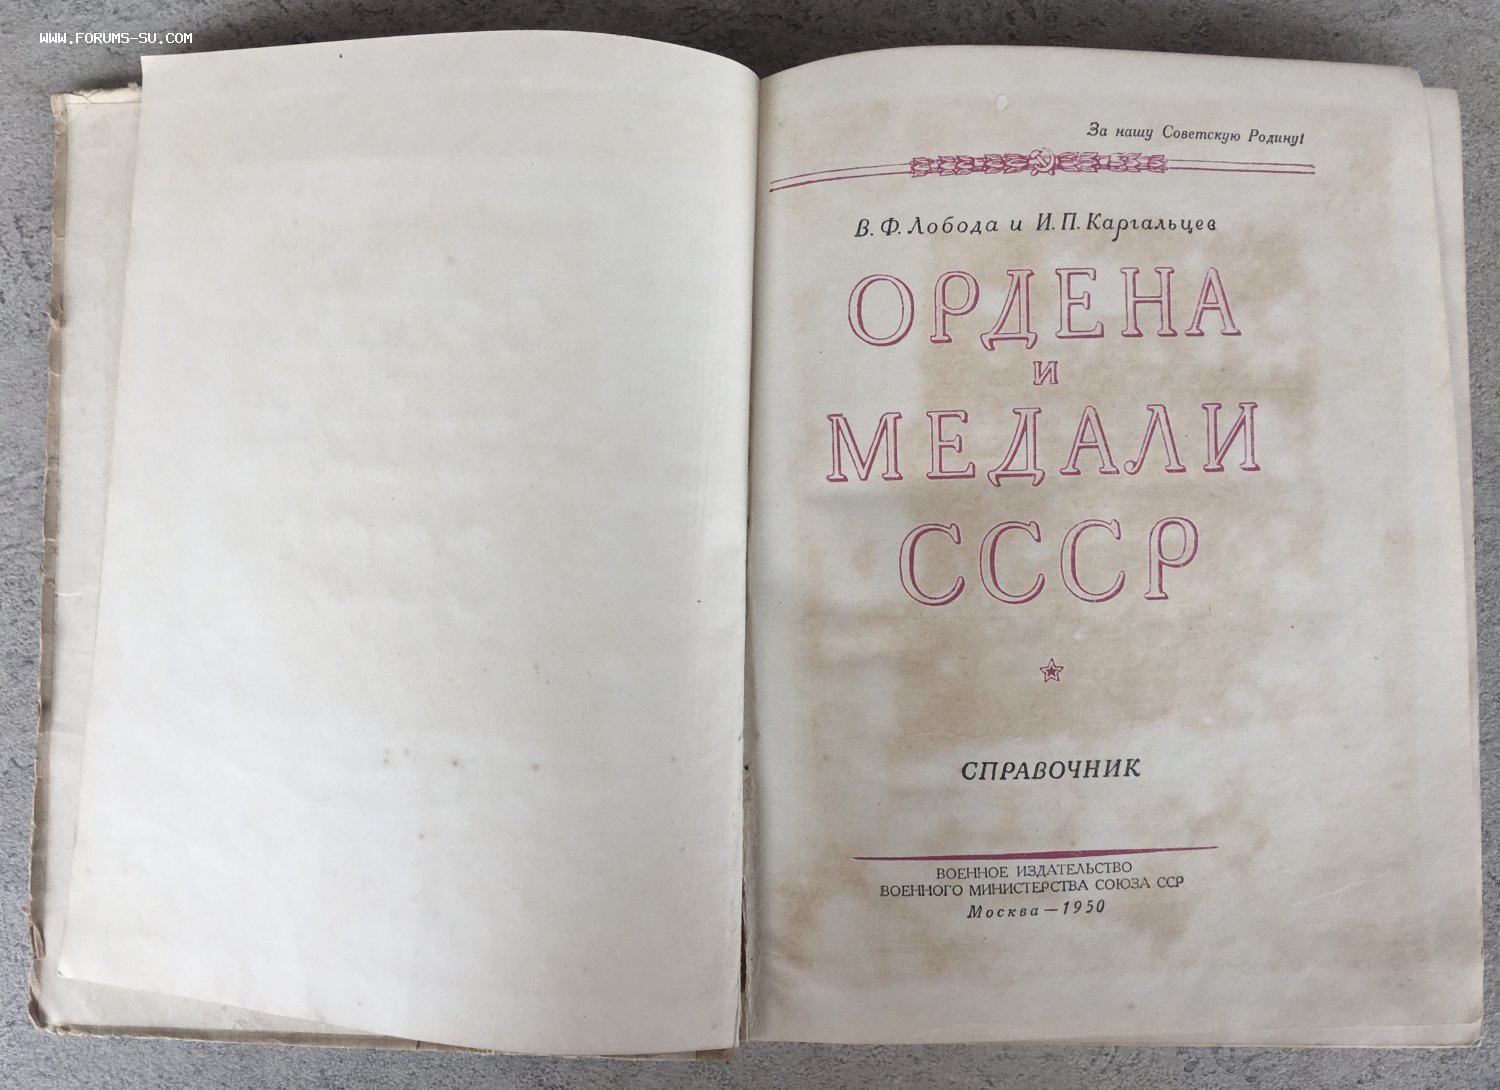 WWW.FORUMS-SU.COM
За нашу Советскую Родину!
В. Ф. Лобода и И. П. Каргальцев
ОРДЕНА
И
МЕДАЛИ
СССР
СПРАВОЧНИК
ВОЕННОЕ ИЗДАТЕЛЬСТВО
ВОЕННОГО МИНИСТЕРСТВА СОЮЗА ССР
Москва — 1950